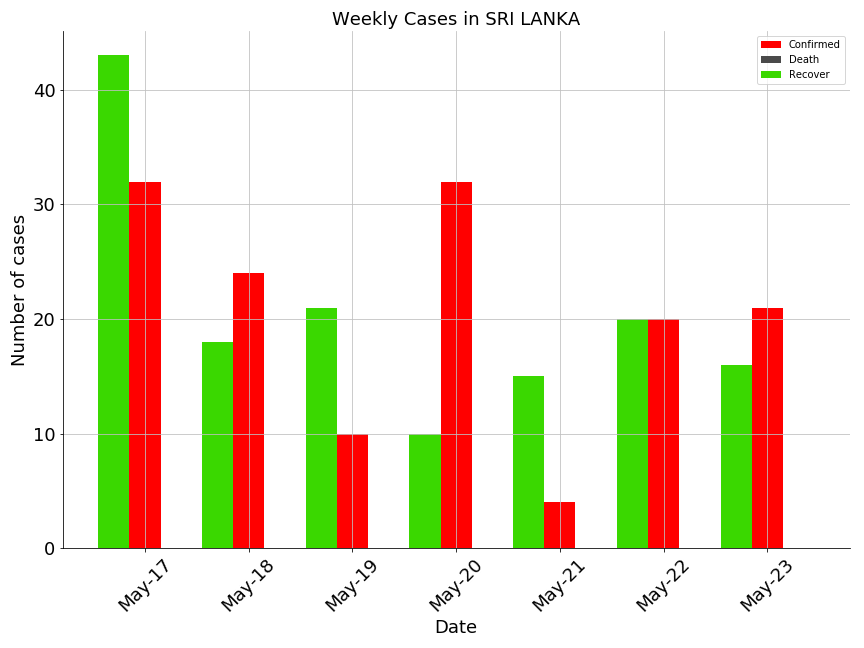 Weekly Cases in SRI LANKA
Confirmed
Death
Recover
Number of cases
40
30
20
10
0
May-17
May-18
May-19
May-20
May-21
May-22
May-23
Date